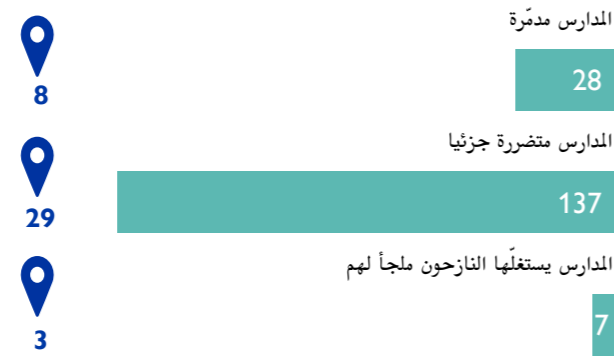 المدارس مدمّرة
28
8
المدارس متضررة جزئيا
137
29
المدارس يستغلّها النازحون ملجأ لهم
7
3